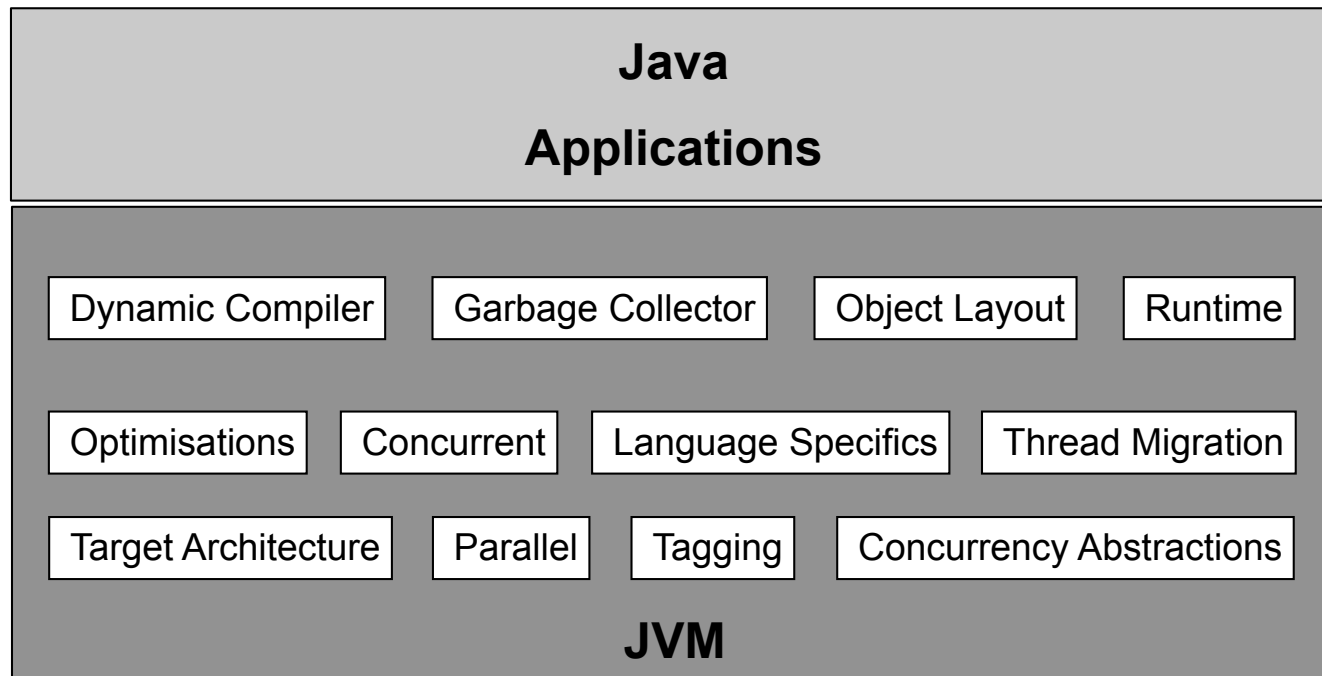 Java
Applications
Dynamic Compiler
Garbage Collector
Object Layout
Runtime
Optimisations
Concurrent
Language Specifics
Thread Migration
Target Architecture
Parallel
Tagging
Concurrency Abstractions
JVM